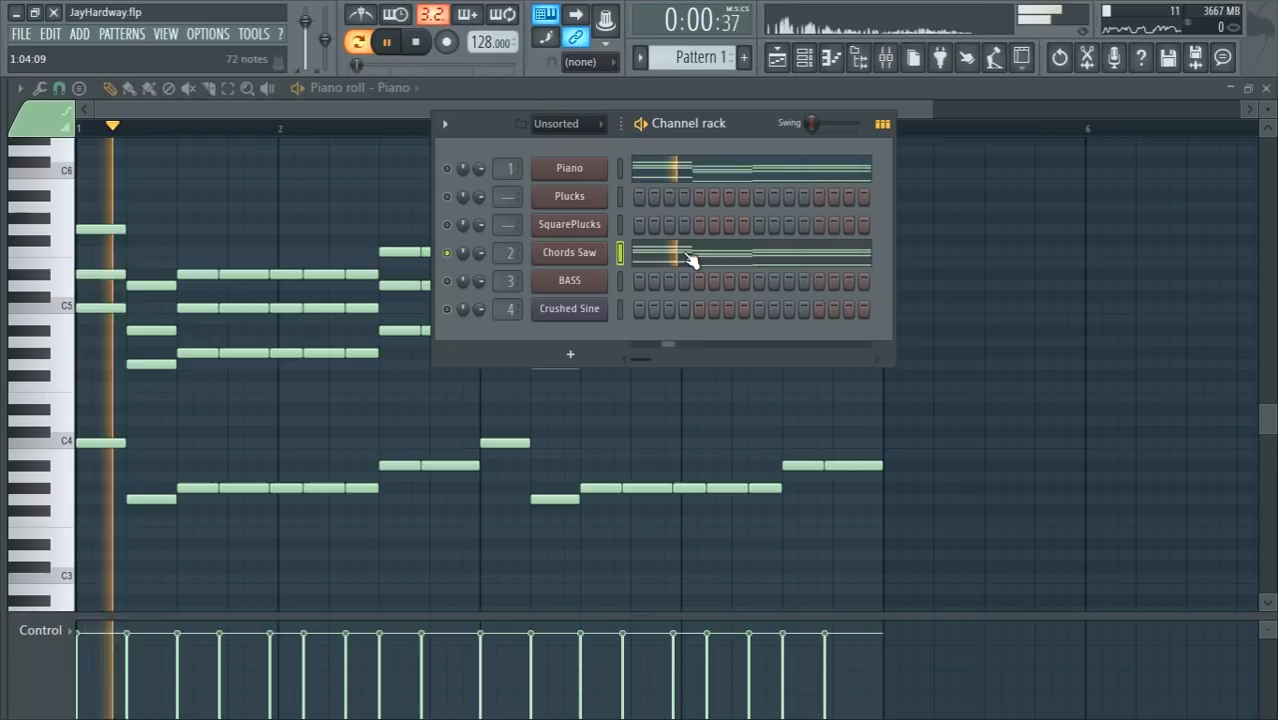 JayHardway.flp
FILE EDIT ADD PATTERNS VIEW OPTIONS TOOLS ?
1:04:09 72 notes
3.2.
128.000
M:S:CS
0:00:37
(none)
Pattern 1
11 3667 MB
0
Piano roll - Piano
1 2 6
C6
C5
C4
C3
Unsorted Channel rack Swing
1 Piano
--- Plucks
--- SquarePlucks
2 Chords Saw
3 BASS
4 Crushed Sine
+
Control